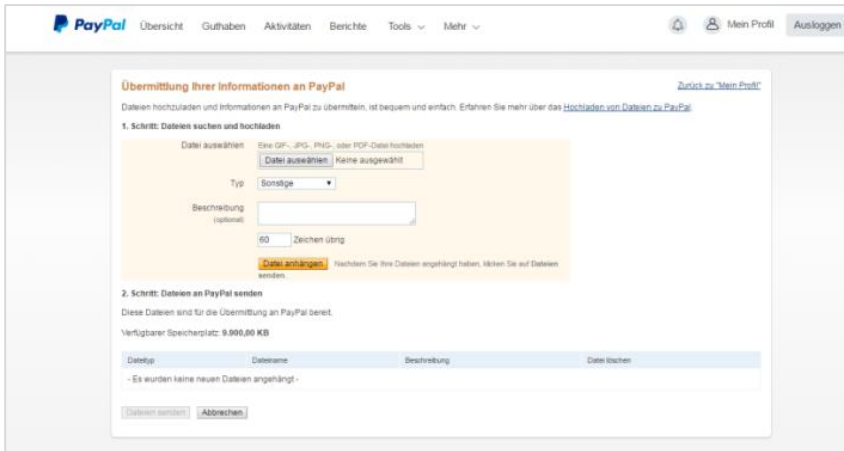 PayPal Übersicht Guthaben Aktivitäten Berichte Tools Mehr Mein Profil Ausloggen
Übermittlung Ihrer Informationen an PayPal Zurück zu "Mein Profil"
Dateien hochzuladen und Informationen an PayPal zu übermitteln, ist bequem und einfach. Erfahren Sie mehr über das Hochladen von Dateien zu PayPal.
1. Schritt: Dateien suchen und hochladen
Datei auswählen Eine GIF-, JPG-, PNG-, oder PDF-Datei hochladen
Datei auswählen Keine ausgewählt
Typ Sonstige
Beschreibung
(optional)
60 Zeichen übrig
Datei anhängen Nachdem Sie Ihre Dateien angehängt haben, klicken Sie auf Dateien
senden.
2. Schritt: Dateien an PayPal senden
Diese Dateien sind für die Übermittlung an PayPal bereit.
Verfügbarer Speicherplatz: 9.900,00 KB
Dateityp Dateiname Beschreibung Datei löschen
- Es wurden keine neuen Dateien angehängt -
Dateien senden Abbrechen